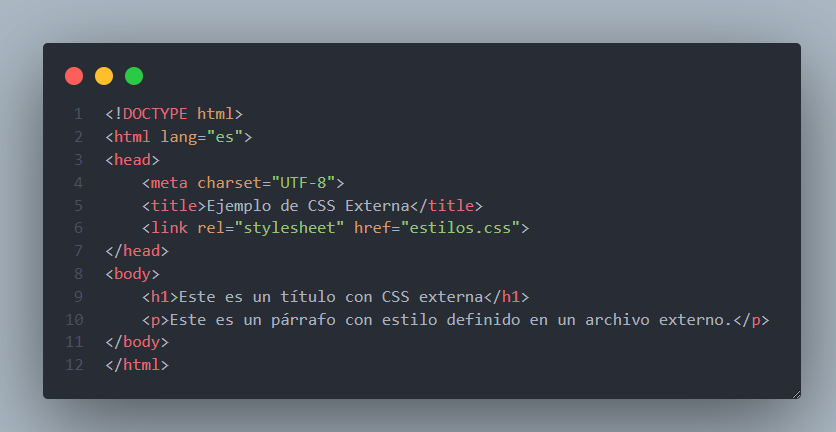 1 <!DOCTYPE html>
2 <html lang="es">
3 <head>
4     <meta charset="UTF-8">
5     <title>Ejemplo de CSS Externa</title>
6     <link rel="stylesheet" href="estilos.css">
7 </head>
8 <body>
9     <h1>Este es un título con CSS externa</h1>
10     <p>Este es un párrafo con estilo definido en un archivo externo.</p>
11 </body>
12 </html>